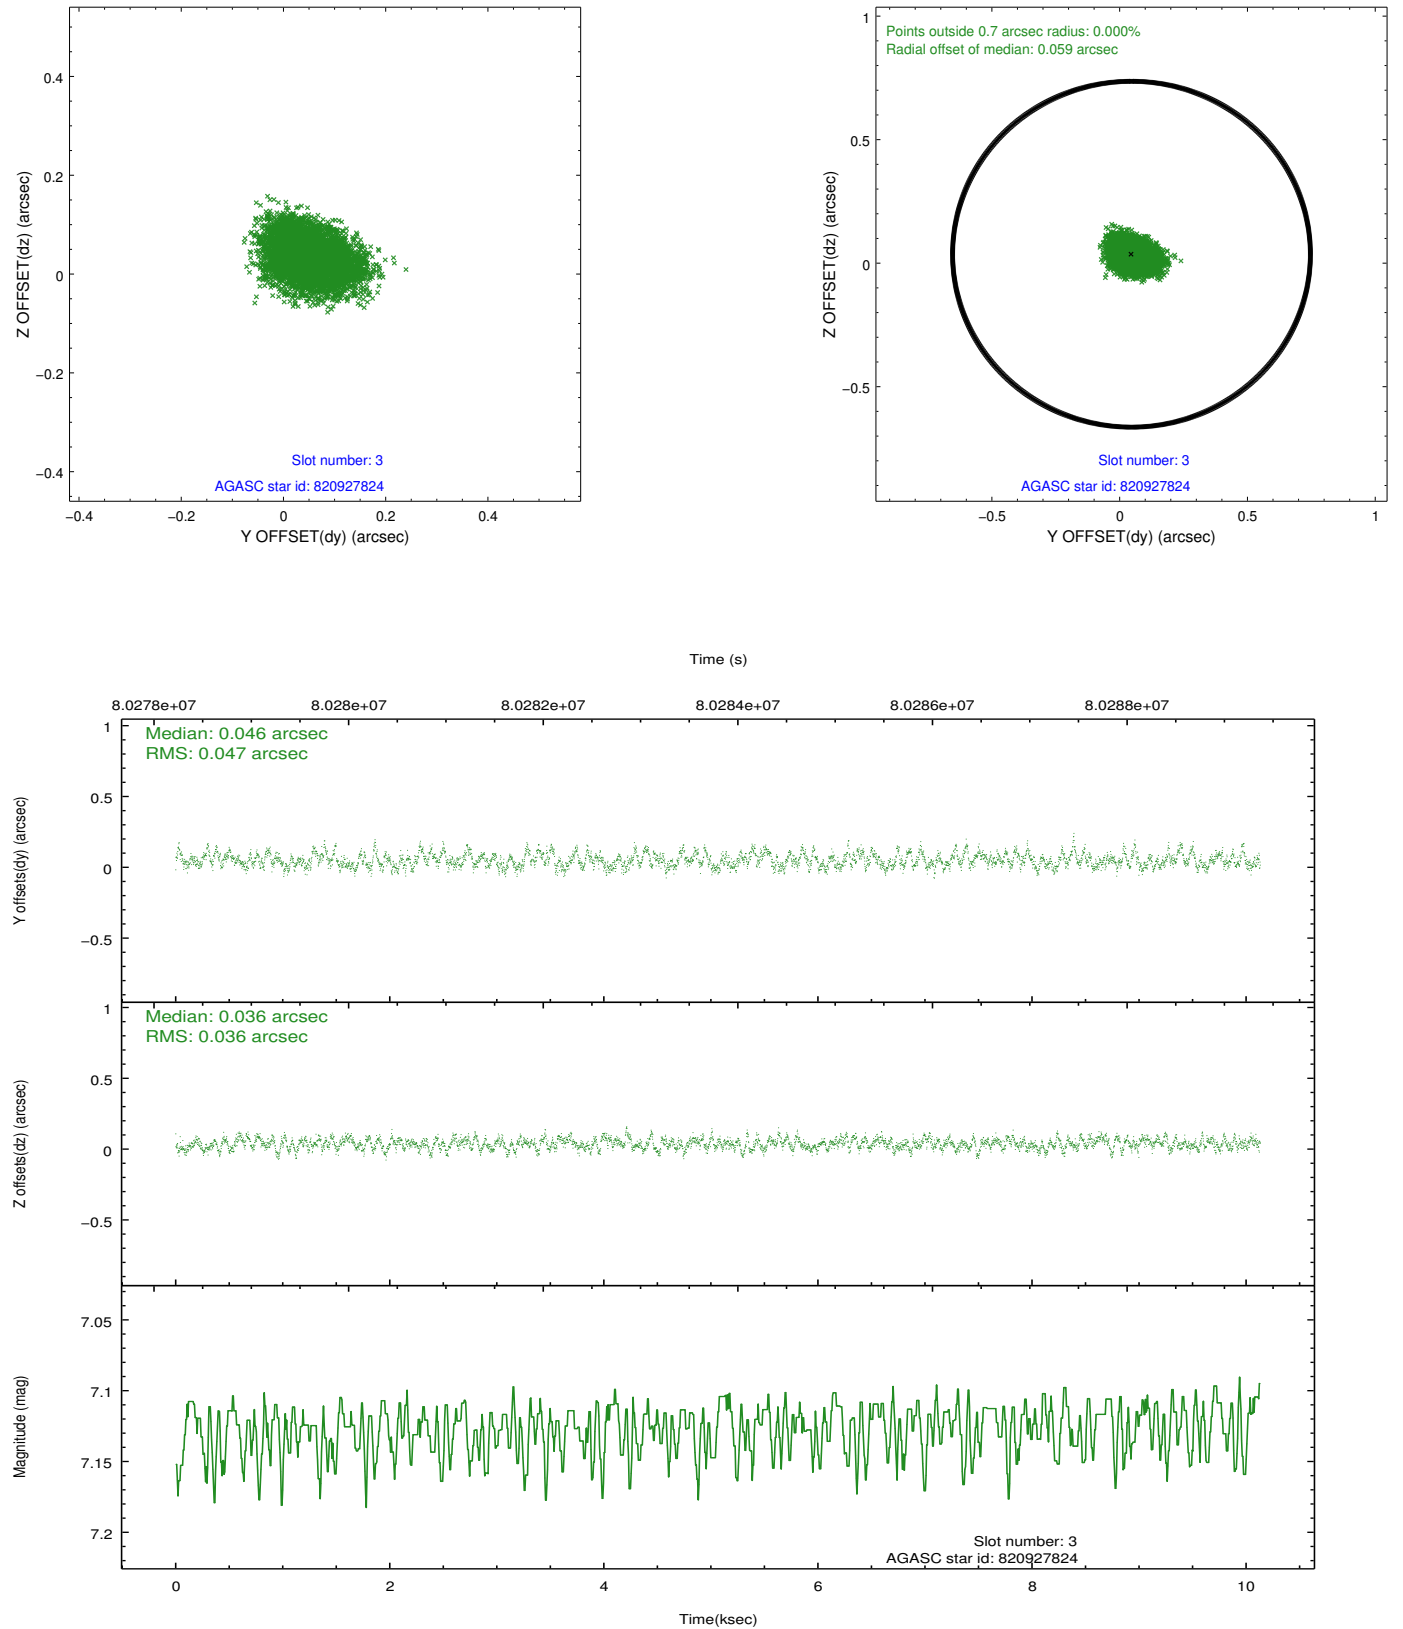 0.4
0.2
0
−0.2
−0.4
Z OFFSET(dz) (arcsec)
Slot number: 3
AGASC star id: 820927824
−0.4
−0.2
0
0.2
0.4
Y OFFSET(dy) (arcsec)
Points outside 0.7 arcsec radius: 0.000%
Radial offset of median: 0.059 arcsec
1
0.5
0
−0.5
Z OFFSET(dz) (arcsec)
Slot number: 3
AGASC star id: 820927824
−0.5
0
0.5
1
Y OFFSET(dy) (arcsec)
Time (s)
8.0278e+07
8.028e+07
8.0282e+07
8.0284e+07
8.0286e+07
8.0288e+07
Median: 0.046 arcsec
RMS: 0.047 arcsec
1
0.5
0
−0.5
Y offsets(dy) (arcsec)
Median: 0.036 arcsec
RMS: 0.036 arcsec
1
0.5
0
−0.5
Z offsets(dz) (arcsec)
7.05
7.1
7.15
7.2
Magnitude (mag)
Slot number: 3
AGASC star id: 820927824
0
2
4
6
8
10
Time(ksec)